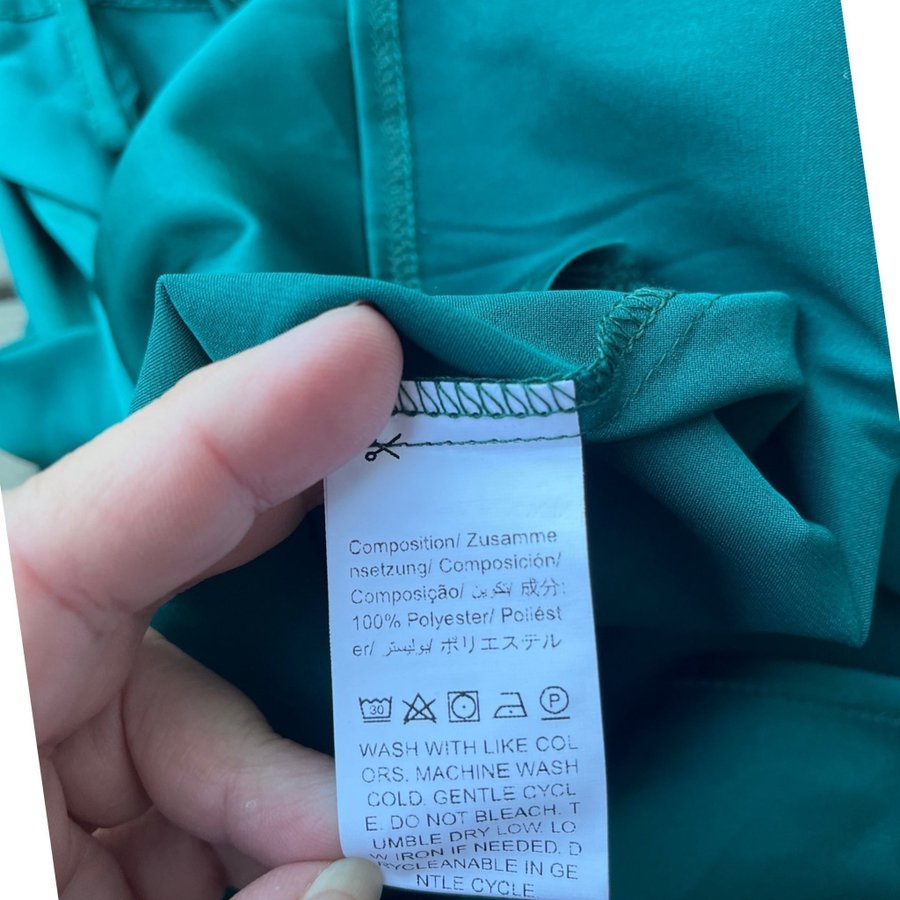 Composition/ Zusamme
nsetzung/ Composición/
Composição/ تكوين/ 成分:
100% Polyester/ Poliést
er/ بوليستر/ ポリエステル
30 P
WASH WITH LIKE COL
ORS. MACHINE WASH
COLD. GENTLE CYCL
E. DO NOT BLEACH. T
UMBLE DRY LOW. LO
W IRON IF NEEDED. D
RYCLEANABLE IN GE
NTLE CYCLE.